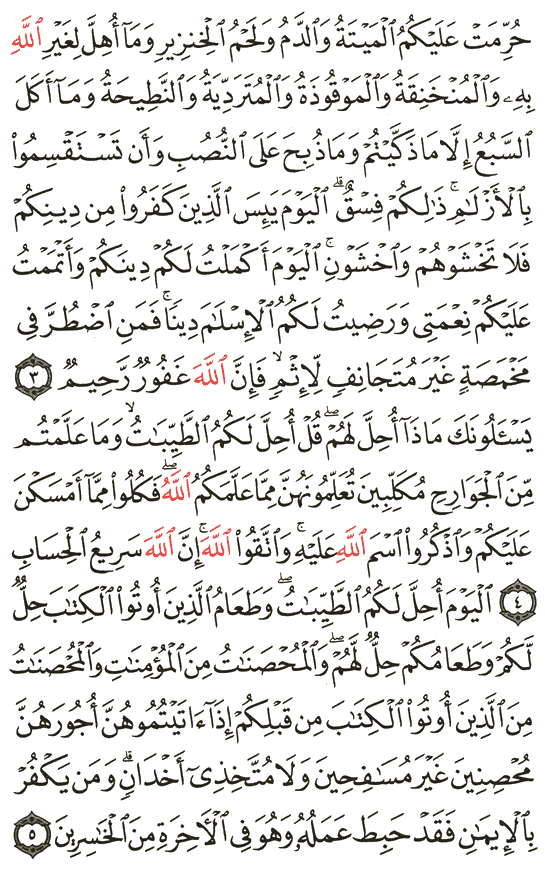 حُرِّمَتْ عَلَيْكُمُ ٱلْمَيْتَةُ وَٱلدَّمُ وَلَحْمُ ٱلْخِنزِيرِ وَمَآ أُهِلَّ لِغَيْرِ ٱللَّهِ
بِهِۦ وَٱلْمُنْخَنِقَةُ وَٱلْمَوْقُوذَةُ وَٱلْمُتَرَدِّيَةُ وَٱلنَّطِيحَةُ وَمَآ أَكَلَ
ٱلسَّبُعُ إِلَّا مَا ذَكَّيْتُمْ وَمَا ذُبِحَ عَلَى ٱلنُّصُبِ وَأَن تَسْتَقْسِمُوا۟
بِٱلْأَزْلَٰمِ ۚ ذَٰلِكُمْ فِسْقٌ ۗ ٱلْيَوْمَ يَئِسَ ٱلَّذِينَ كَفَرُوا۟ مِن دِينِكُمْ
فَلَا تَخْشَوْهُمْ وَٱخْشَوْنِ ۚ ٱلْيَوْمَ أَكْمَلْتُ لَكُمْ دِينَكُمْ وَأَتْمَمْتُ
عَلَيْكُمْ نِعْمَتِى وَرَضِيتُ لَكُمُ ٱلْإِسْلَٰمَ دِينًا ۚ فَمَنِ ٱضْطُرَّ فِى
مَخْمَصَةٍ غَيْرَ مُتَجَانِفٍ لِّإِثْمٍ ۙ فَإِنَّ ٱللَّهَ غَفُورٌ رَّحِيمٌ ٣
يَسْـَٔلُونَكَ مَاذَآ أُحِلَّ لَهُمْ ۖ قُلْ أُحِلَّ لَكُمُ ٱلطَّيِّبَٰتُ ۙ وَمَا عَلَّمْتُم
مِّنَ ٱلْجَوَارِحِ مُكَلِّبِينَ تُعَلِّمُونَهُنَّ مِمَّا عَلَّمَكُمُ ٱللَّهُ ۖ فَكُلُوا۟ مِمَّآ أَمْسَكْنَ
عَلَيْكُمْ وَٱذْكُرُوا۟ ٱسْمَ ٱللَّهِ عَلَيْهِ ۖ وَٱتَّقُوا۟ ٱللَّهَ ۚ إِنَّ ٱللَّهَ سَرِيعُ ٱلْحِسَابِ
٤ ٱلْيَوْمَ أُحِلَّ لَكُمُ ٱلطَّيِّبَٰتُ ۖ وَطَعَامُ ٱلَّذِينَ أُوتُوا۟ ٱلْكِتَٰبَ حِلٌّ
لَّكُمْ وَطَعَامُكُمْ حِلٌّ لَّهُمْ ۖ وَٱلْمُحْصَنَٰتُ مِنَ ٱلْمُؤْمِنَٰتِ وَٱلْمُحْصَنَٰتُ
مِنَ ٱلَّذِينَ أُوتُوا۟ ٱلْكِتَٰبَ مِن قَبْلِكُمْ إِذَآ ءَاتَيْتُمُوهُنَّ أُجُورَهُنَّ
مُحْصِنِينَ غَيْرَ مُسَٰفِحِينَ وَلَا مُتَّخِذِىٓ أَخْدَانٍ ۗ وَمَن يَكْفُرْ
بِٱلْإِيمَٰنِ فَقَدْ حَبِطَ عَمَلُهُۥ وَهُوَ فِى ٱلْأَخِرَةِ مِنَ ٱلْخَٰسِرِينَ ٥